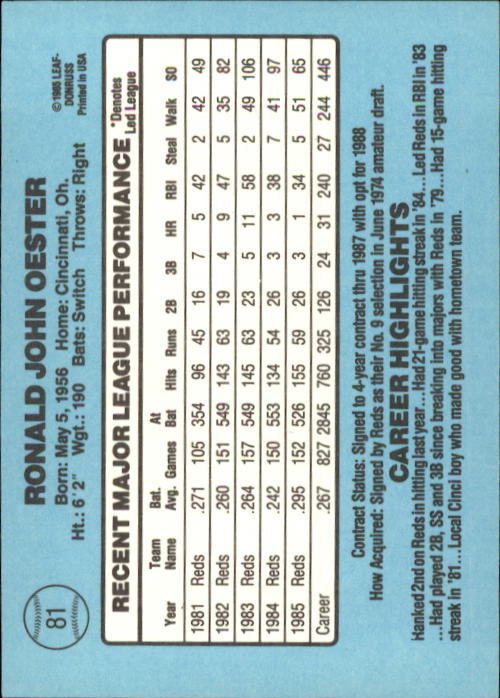 81
RONALD JOHN OESTER
Born: May 5, 1956 Home: Cincinnati, Oh.
Ht.: 6'2" Wgt.: 190 Bats: Switch Throws: Right
©1985 LEAF-
DONRUSS
Printed in USA
RECENT MAJOR LEAGUE PERFORMANCE
*Denotes
Led League
Team Bat. At
Year Name Avg. Games Bat Hits Runs 2B 3B HR RBI Steal Walk SO
1981 Reds .271 105 354 96 45 16 7 5 42 2 42 49
1982 Reds .260 151 549 143 63 19 4 9 47 5 35 82
1983 Reds .264 157 549 145 63 23 5 11 58 2 49 106
1984 Reds .242 150 553 134 54 26 3 3 38 7 41 97
1985 Reds .295 152 526 155 59 26 3 1 34 5 51 65
Career .267 827 2845 760 325 126 24 31 240 27 244 446
Contract Status: Signed to 4-year contract thru 1987 with opt for 1988
How Acquired: Signed by Reds as their No. 9 selection in June 1974 amateur draft.
CAREER HIGHLIGHTS
Hanked 2nd on Reds in hitting last year...Had 21-game hitting streak in '84...Led Reds in RBI in '83
...Had played 2B, SS and 3B since breaking into majors with Reds in '79...Had 15-game hitting
streak in '81...Local Cinci boy who made good with hometown team.